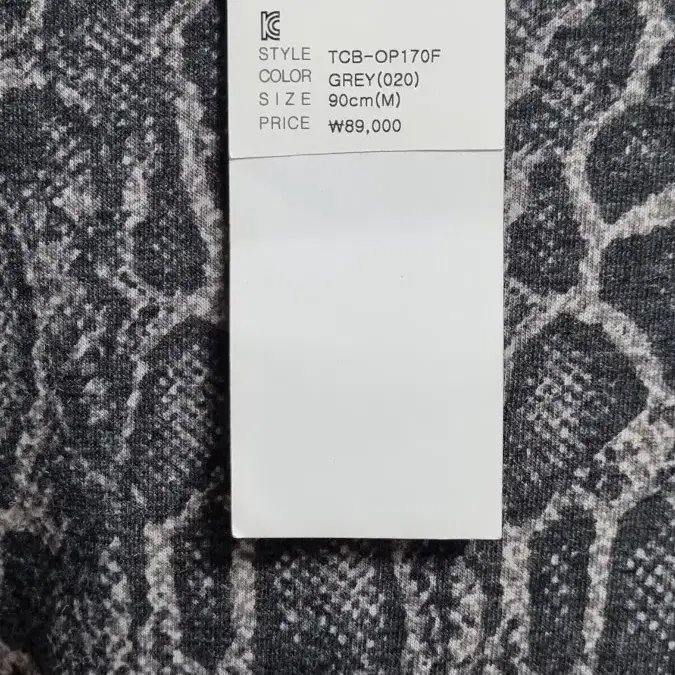 STYLE TCB-OP170F
COLOR GREY(020)
SIZE 90cm(M)
PRICE ₩89,000